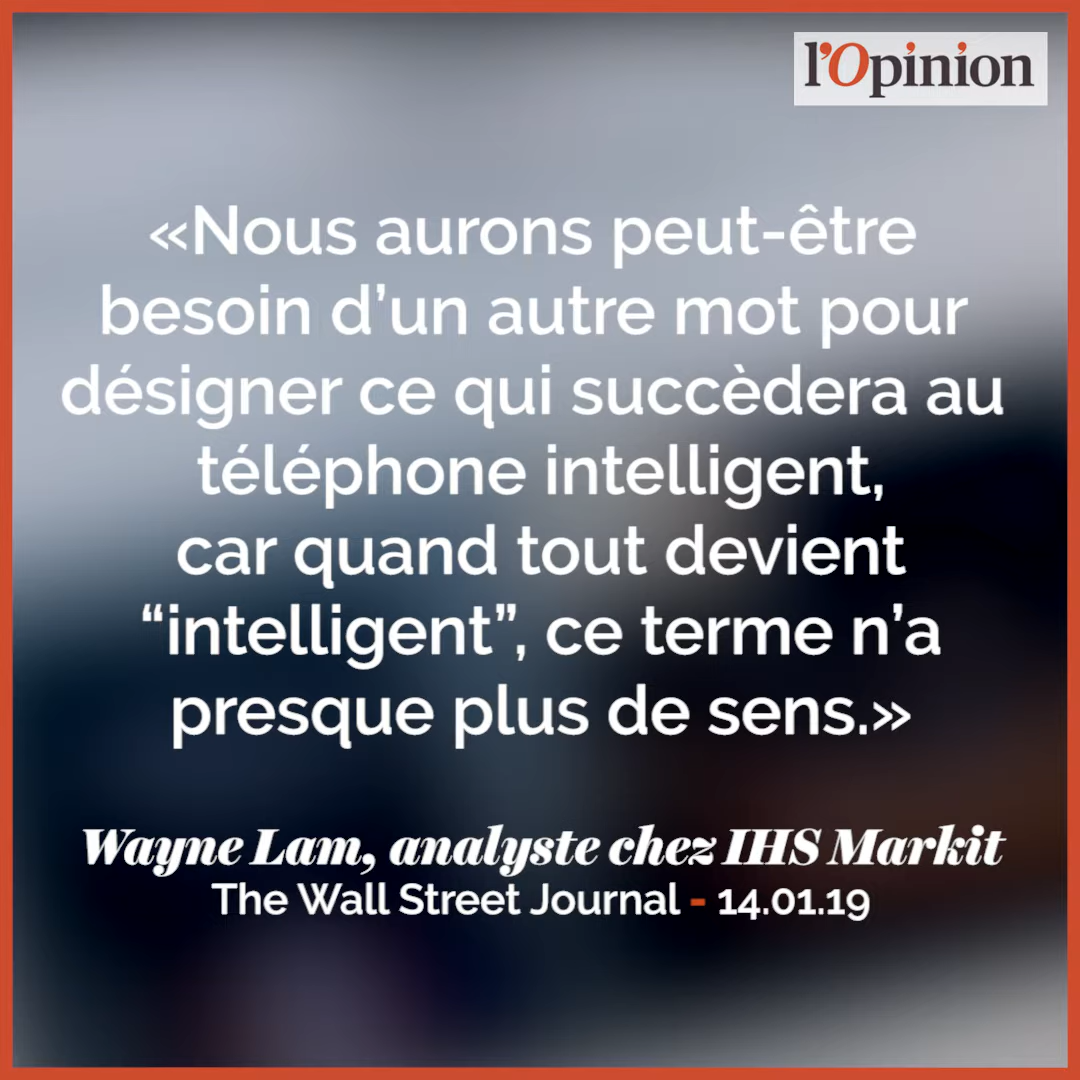 l'Opinion
«Nous aurons peut-être
besoin d’un autre mot pour
désigner ce qui succèdera au
téléphone intelligent,
car quand tout devient
“intelligent”, ce terme n’a
presque plus de sens.»
Wayne Lam, analyste chez IHS Markit
The Wall Street Journal - 14.01.19